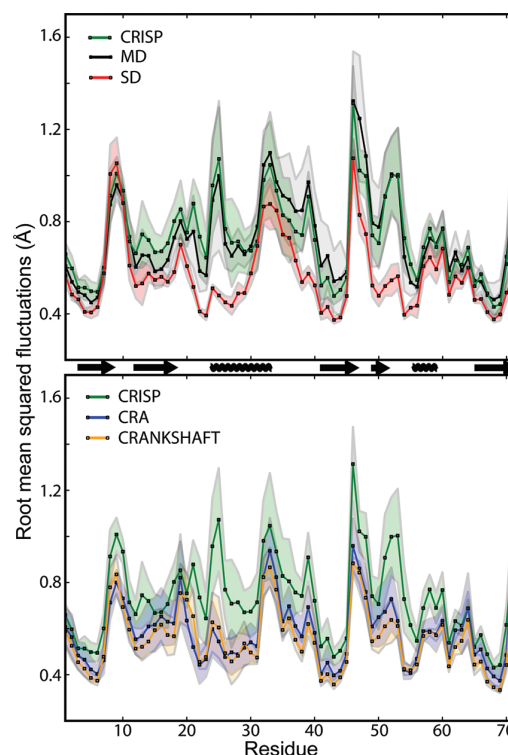 1.6
CRISP
MD
SD
1.2
0.8
0.4
Root mean squared fluctuations (Å)
1.6
CRISP
CRA
CRANKSHAFT
1.2
0.8
0.4
10 20 30 40 50 60 70
Residue